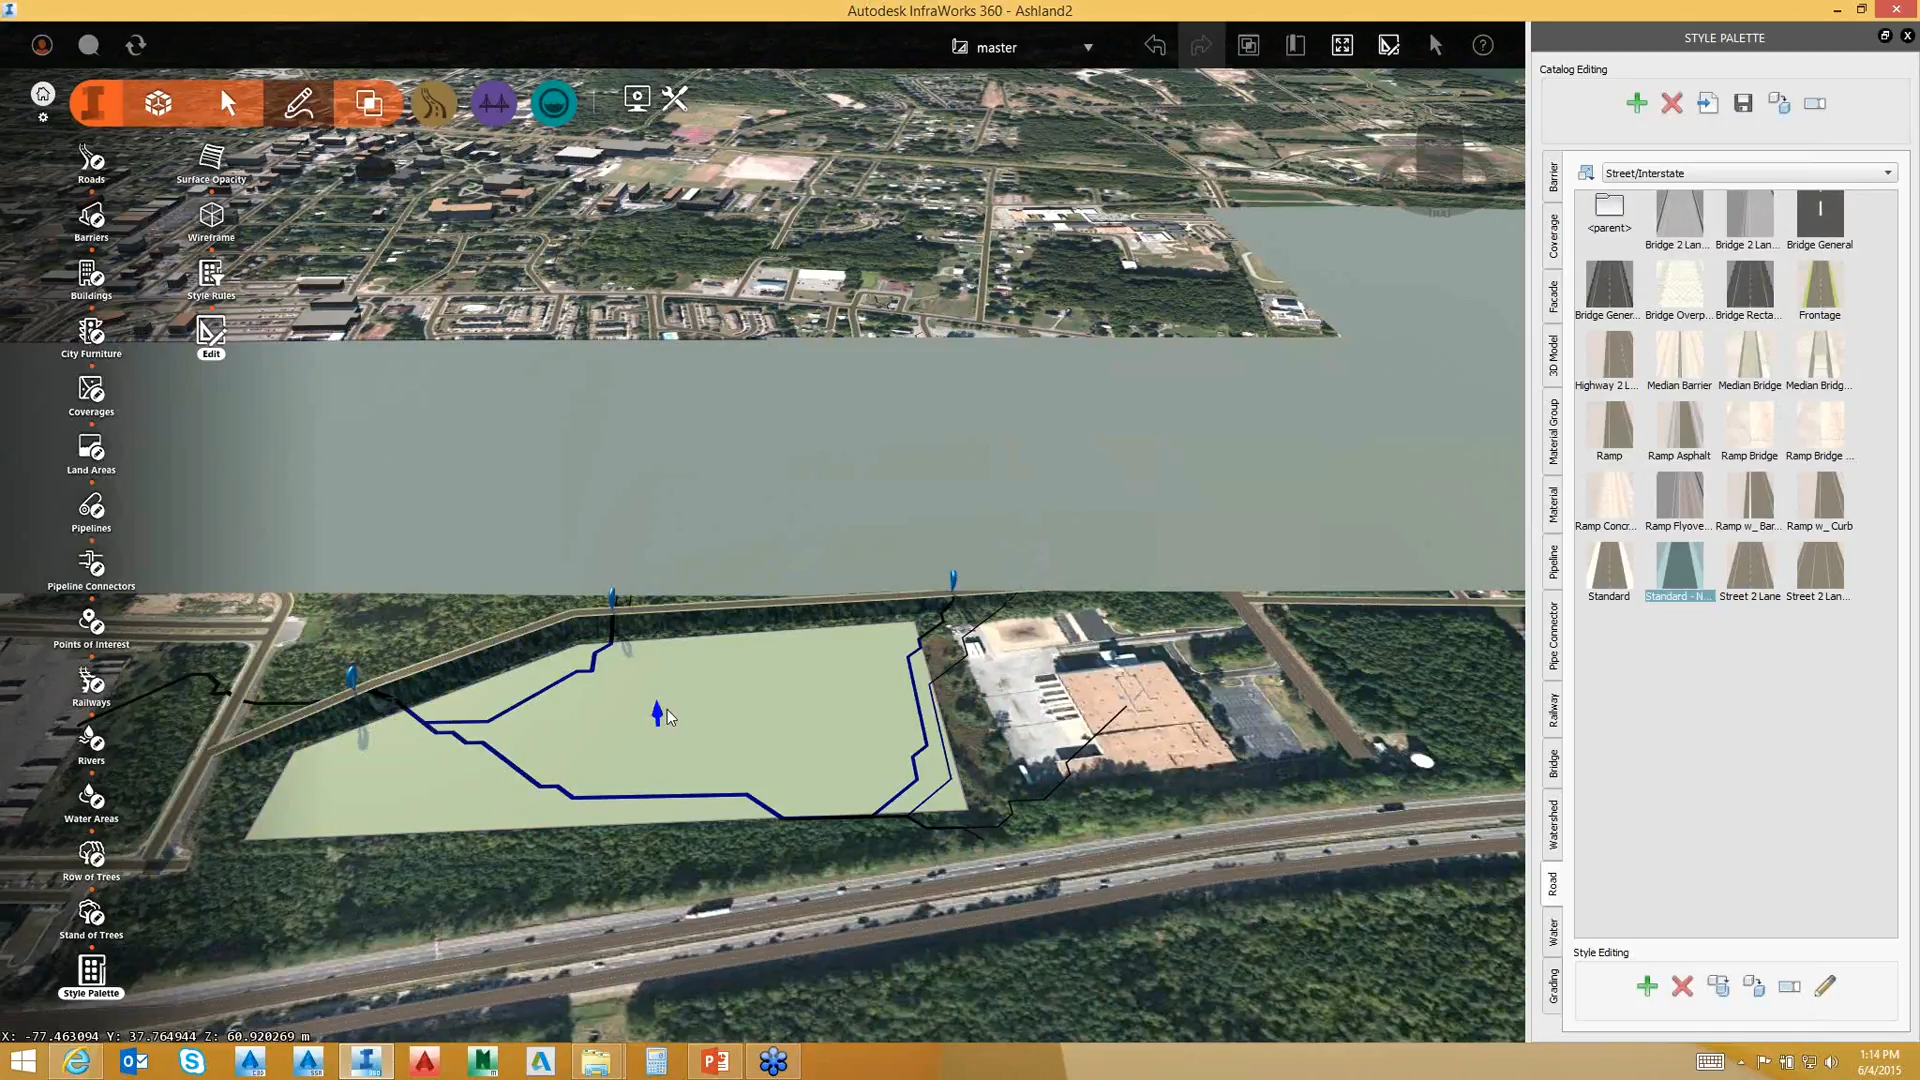 Autodesk InfraWorks 360 - Ashland2
master
Roads
Barriers
Buildings
City Furniture
Coverages
Land Areas
Pipelines
Pipeline Connectors
Points of Interest
Railways
Rivers
Water Areas
Row of Trees
Stand of Trees
Style Palette
Surface Opacity
Wireframe
Style Rules
Edit
X: -77.463094 Y: 37.764944 Z: 60.920269 m
STYLE PALETTE
Catalog Editing
Street/Interstate
Barrier
Coverage
Facade
3D Model
Material Group
Material
Pipeline
Pipe Connector
Railway
Bridge
Watershed
Road
Water
Grading
<parent>
Bridge 2 Lan...
Bridge 2 Lan...
Bridge General
Bridge Gener...
Bridge Overp...
Bridge Recta...
Frontage
Highway 2 L...
Median Barrier
Median Bridge
Median Bridg...
Ramp
Ramp Asphalt
Ramp Bridge
Ramp Bridge ...
Ramp Concr...
Ramp Flyove...
Ramp w_ Bar...
Ramp w_ Curb
Standard
Standard - N...
Street 2 Lane
Street 2 Lan...
Style Editing
1:14 PM
6/4/2015